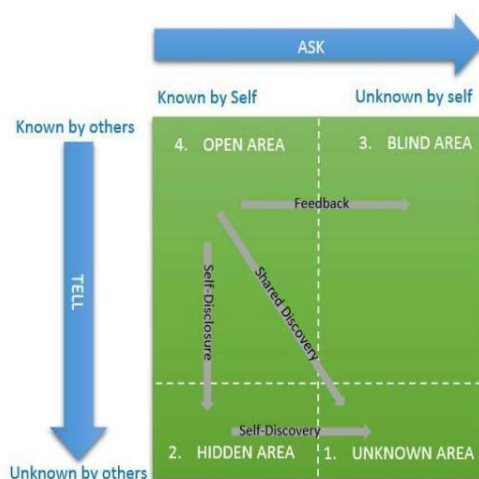 ASK
Known by Self
Unknown by self
Known by others
TELL
Unknown by others
4. OPEN AREA
3. BLIND AREA
Feedback
Self-Disclosure
Shared Discovery
Self-Discovery
2. HIDDEN AREA
1. UNKNOWN AREA